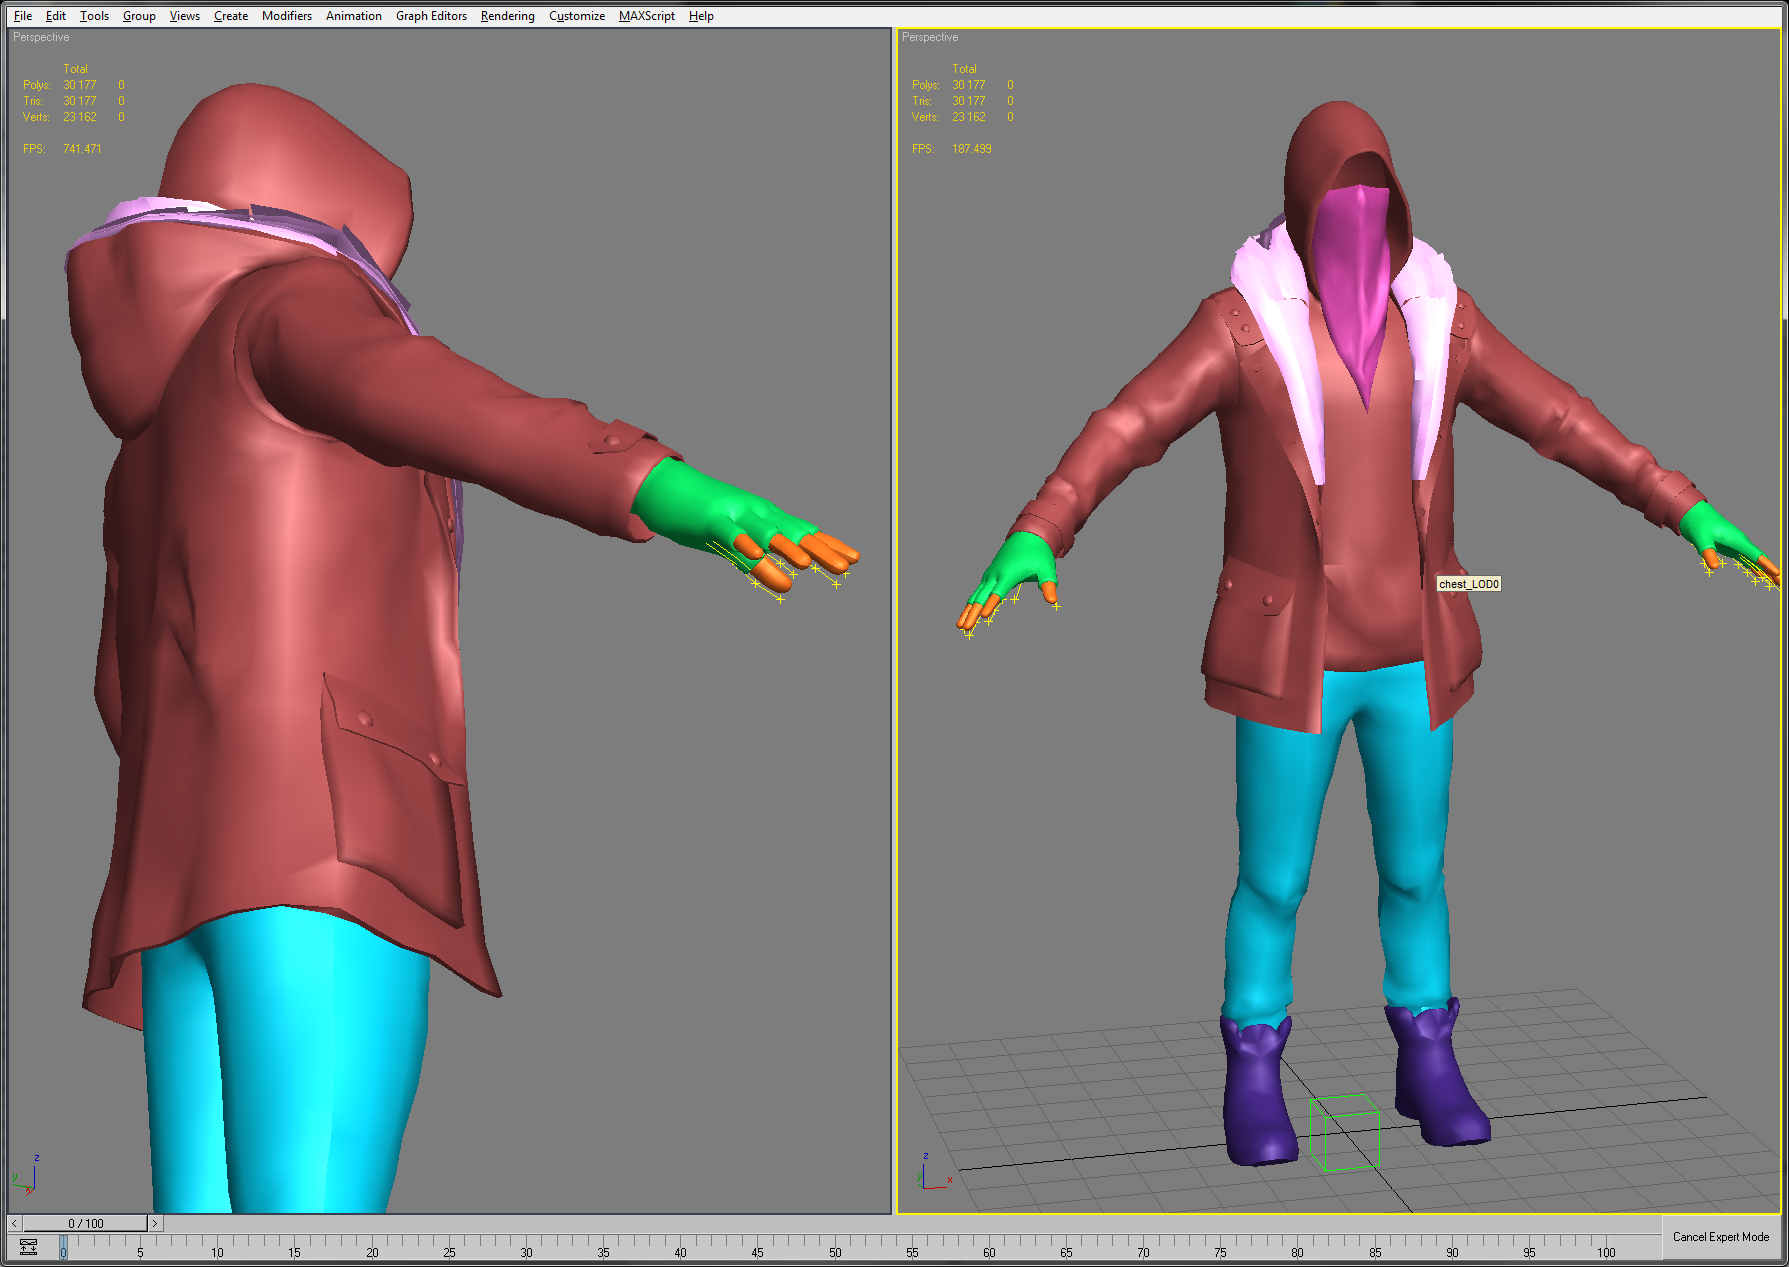 File Edit Tools Group Views Create Modifiers Animation Graph Editors Rendering Customize MAXScript Help
Perspective
Total
Polys: 30 177 0
Tris: 30 177 0
Verts: 23 162 0
FPS: 741.471
z
y
x
Perspective
Total
Polys: 30 177 0
Tris: 30 177 0
Verts: 23 162 0
FPS: 187.499
chest_LOD0
z
y
x
< 0 / 100 >
0 5 10 15 20 25 30 35 40 45 50 55 60 65 70 75 80 85 90 95 100
Cancel Expert Mode